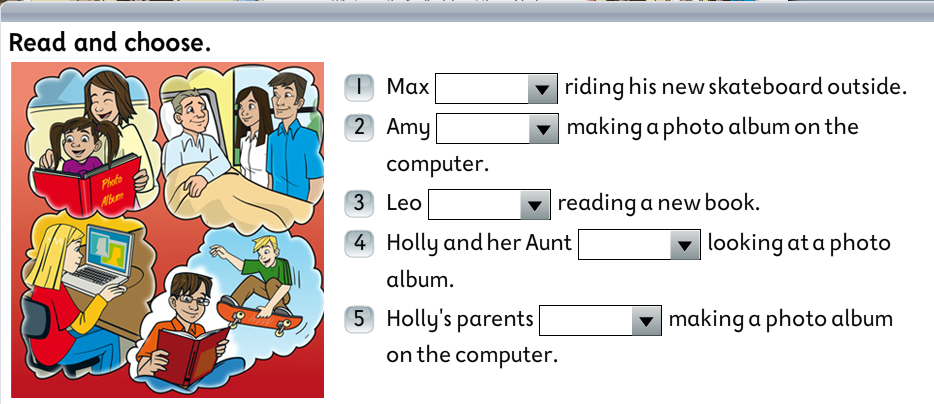 Read and choose.
Photo
Album
1 Max riding his new skateboard outside.
2 Amy making a photo album on the
computer.
3 Leo reading a new book.
4 Holly and her Aunt looking at a photo
album.
5 Holly's parents making a photo album
on the computer.